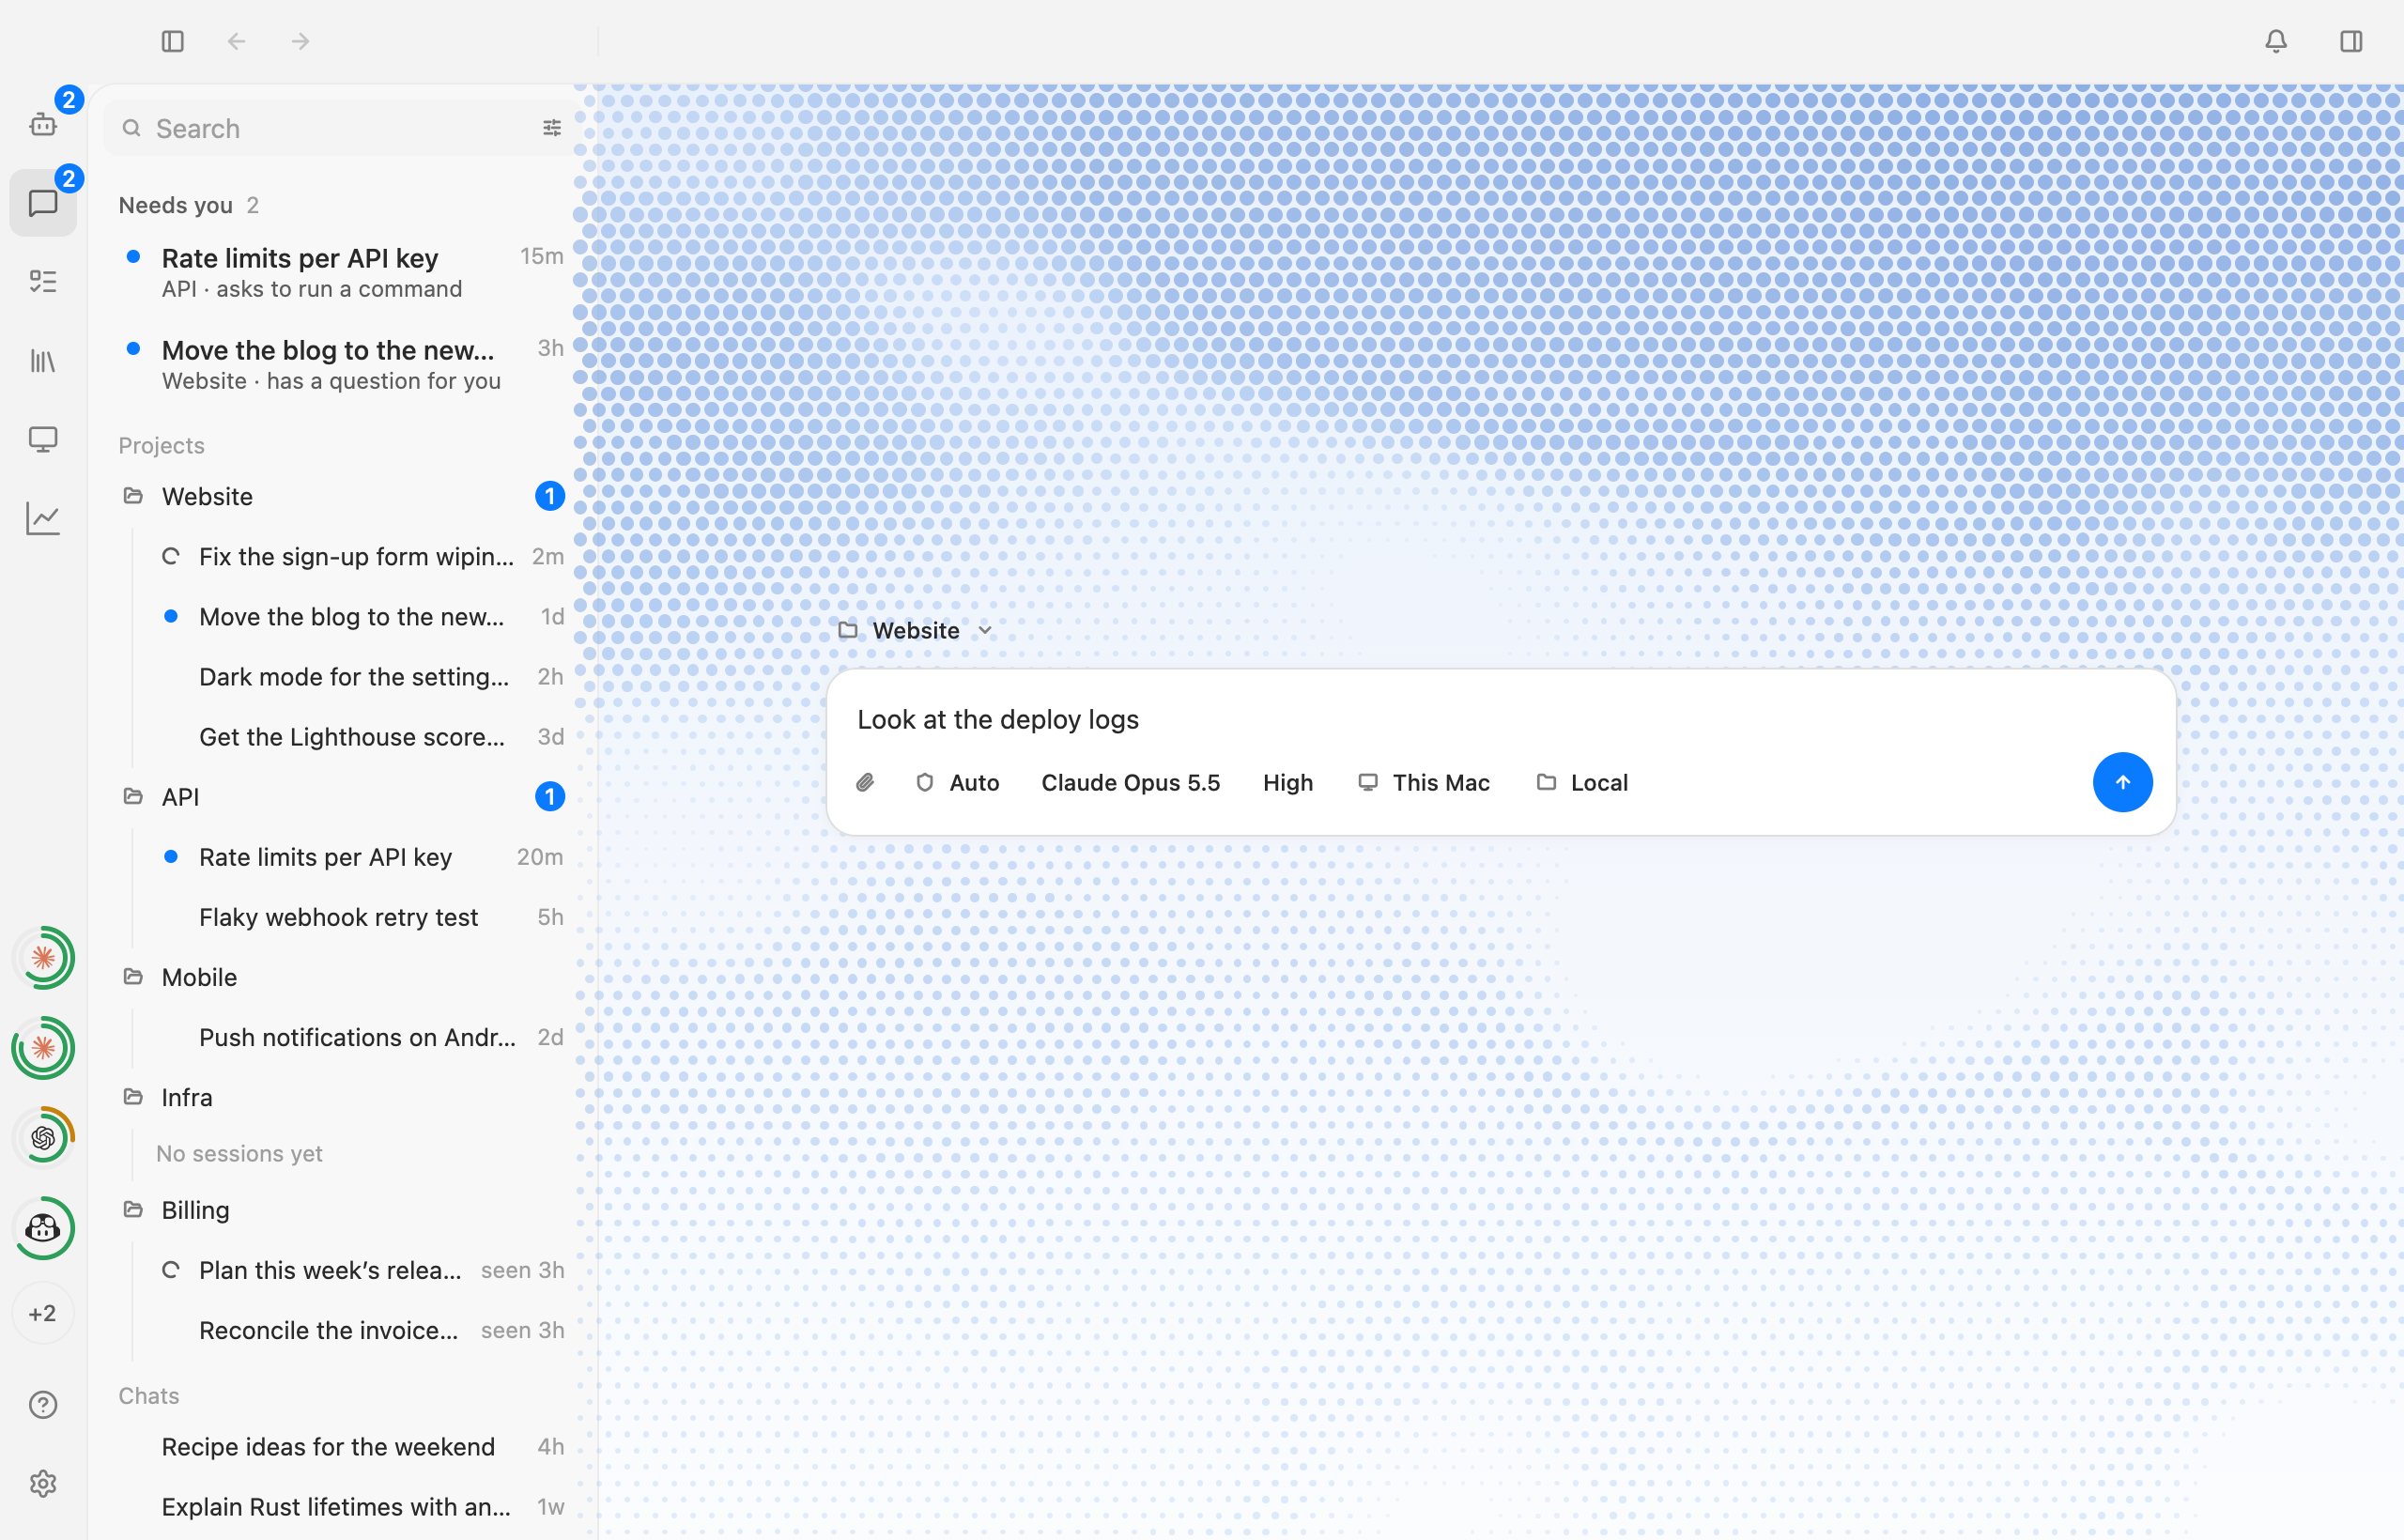 2
2
Search
Needs you 2
Rate limits per API key 15m
API · asks to run a command
Move the blog to the new... 3h
Website · has a question for you
Projects
Website 1
Fix the sign-up form wipin... 2m
Move the blog to the new... 1d
Dark mode for the setting... 2h
Get the Lighthouse score... 3d
API 1
Rate limits per API key 20m
Flaky webhook retry test 5h
Mobile
Push notifications on Andr... 2d
Infra
No sessions yet
Billing
Plan this week’s relea... seen 3h
Reconcile the invoice... seen 3h
Chats
Recipe ideas for the weekend 4h
Explain Rust lifetimes with an... 1w
+2
Website
Look at the deploy logs
Auto Claude Opus 5.5 High This Mac Local